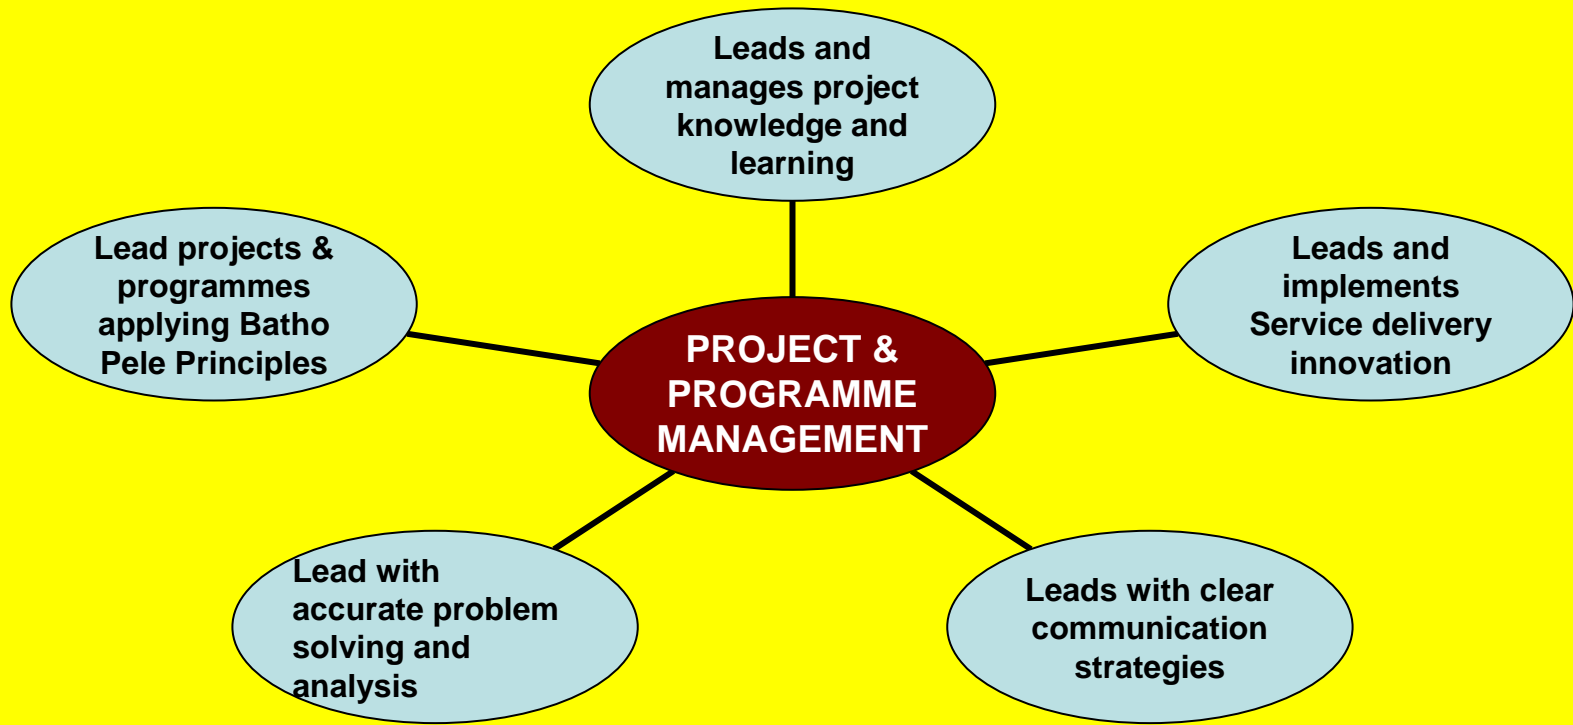 Leads and
manages project
knowledge and
learning
Lead projects &
programmes
applying Batho
Pele Principles
Leads and
implements
Service delivery
innovation
PROJECT &
PROGRAMME
MANAGEMENT
Lead with
accurate problem
solving and
analysis
Leads with clear
communication
strategies